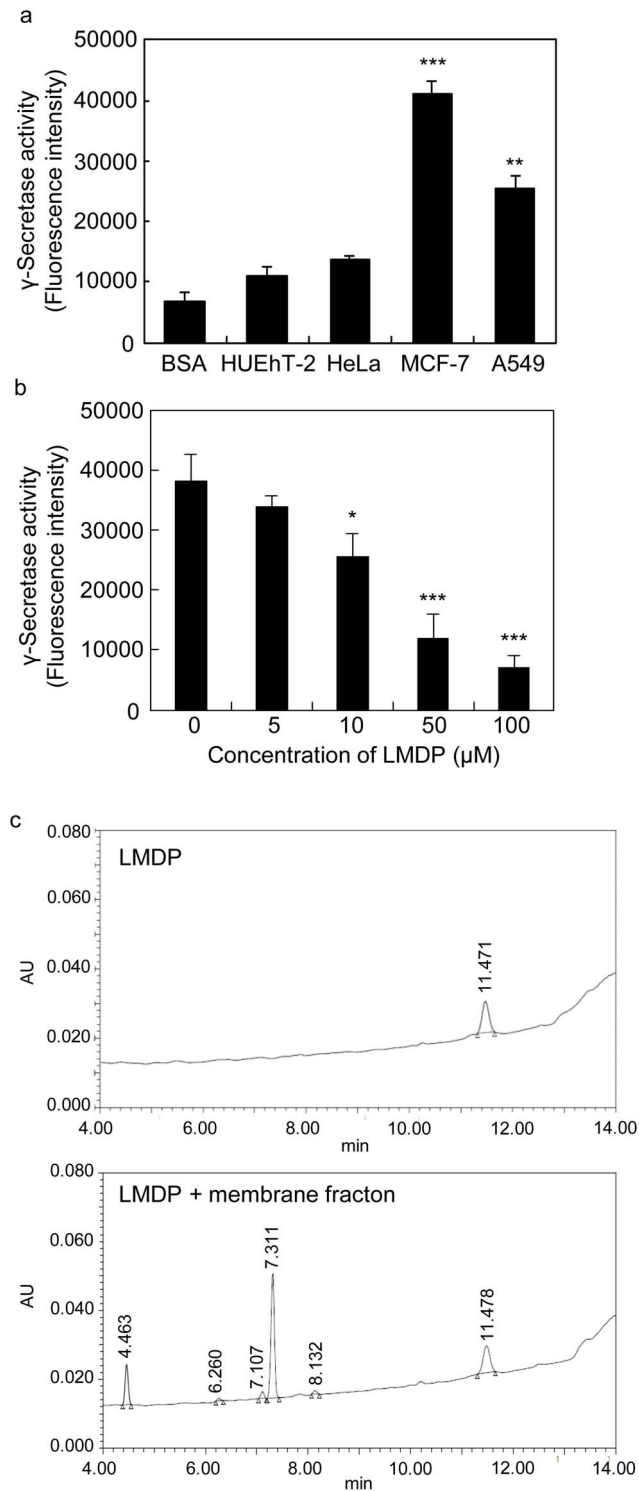 a
γ-Secretase activity
(Fluorescence intensity)
50000
40000
30000
20000
10000
0
***
**
BSA HUEhT-2 HeLa MCF-7 A549
b
γ-Secretase activity
(Fluorescence intensity)
50000
40000
30000
20000
10000
0
*
***
***
0 5 10 50 100
Concentration of LMDP (µM)
c
0.080
0.060
0.040
0.020
0.000
AU
LMDP
11.471
4.00 6.00 8.00 10.00 12.00 14.00
min
0.080
0.060
0.040
0.020
0.000
AU
LMDP + membrane fracton
4.463
6.260
7.107
7.311
8.132
11.478
4.00 6.00 8.00 10.00 12.00 14.00
min